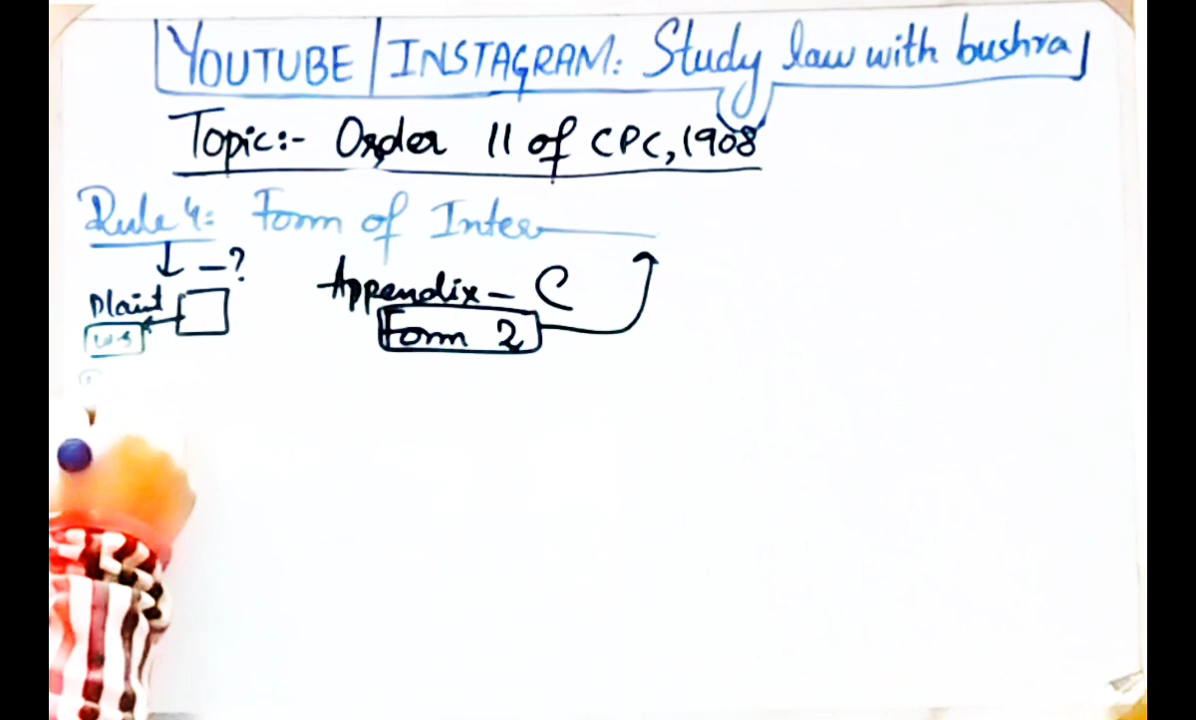 YOUTUBE | INSTAGRAM: Study law with bushra
Topic:- Order 11 of CPC, 1908
Rule 4: Form of Inter
– ?
Plaint
Appendix – C
W.S
Form 2